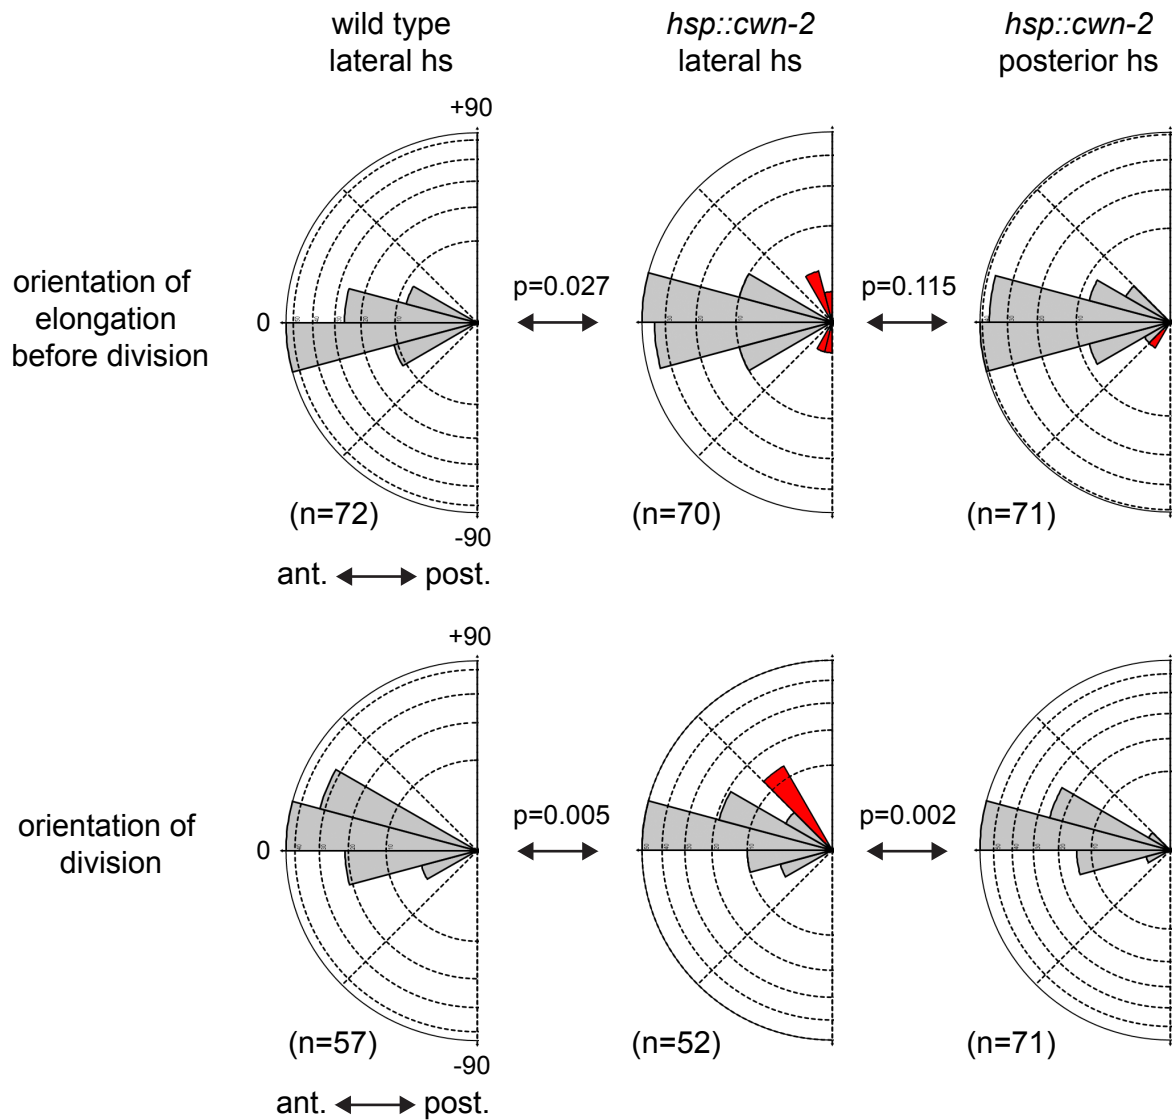 wild type
lateral hs
hsp::cwn-2
lateral hs
hsp::cwn-2
posterior hs
+90
orientation of
elongation
before division
0
p=0.027
p=0.115
(n=72)
(n=70)
(n=71)
-90
ant. post.
+90
orientation of
division
0
p=0.005
p=0.002
(n=57)
(n=52)
(n=71)
-90
ant. post.